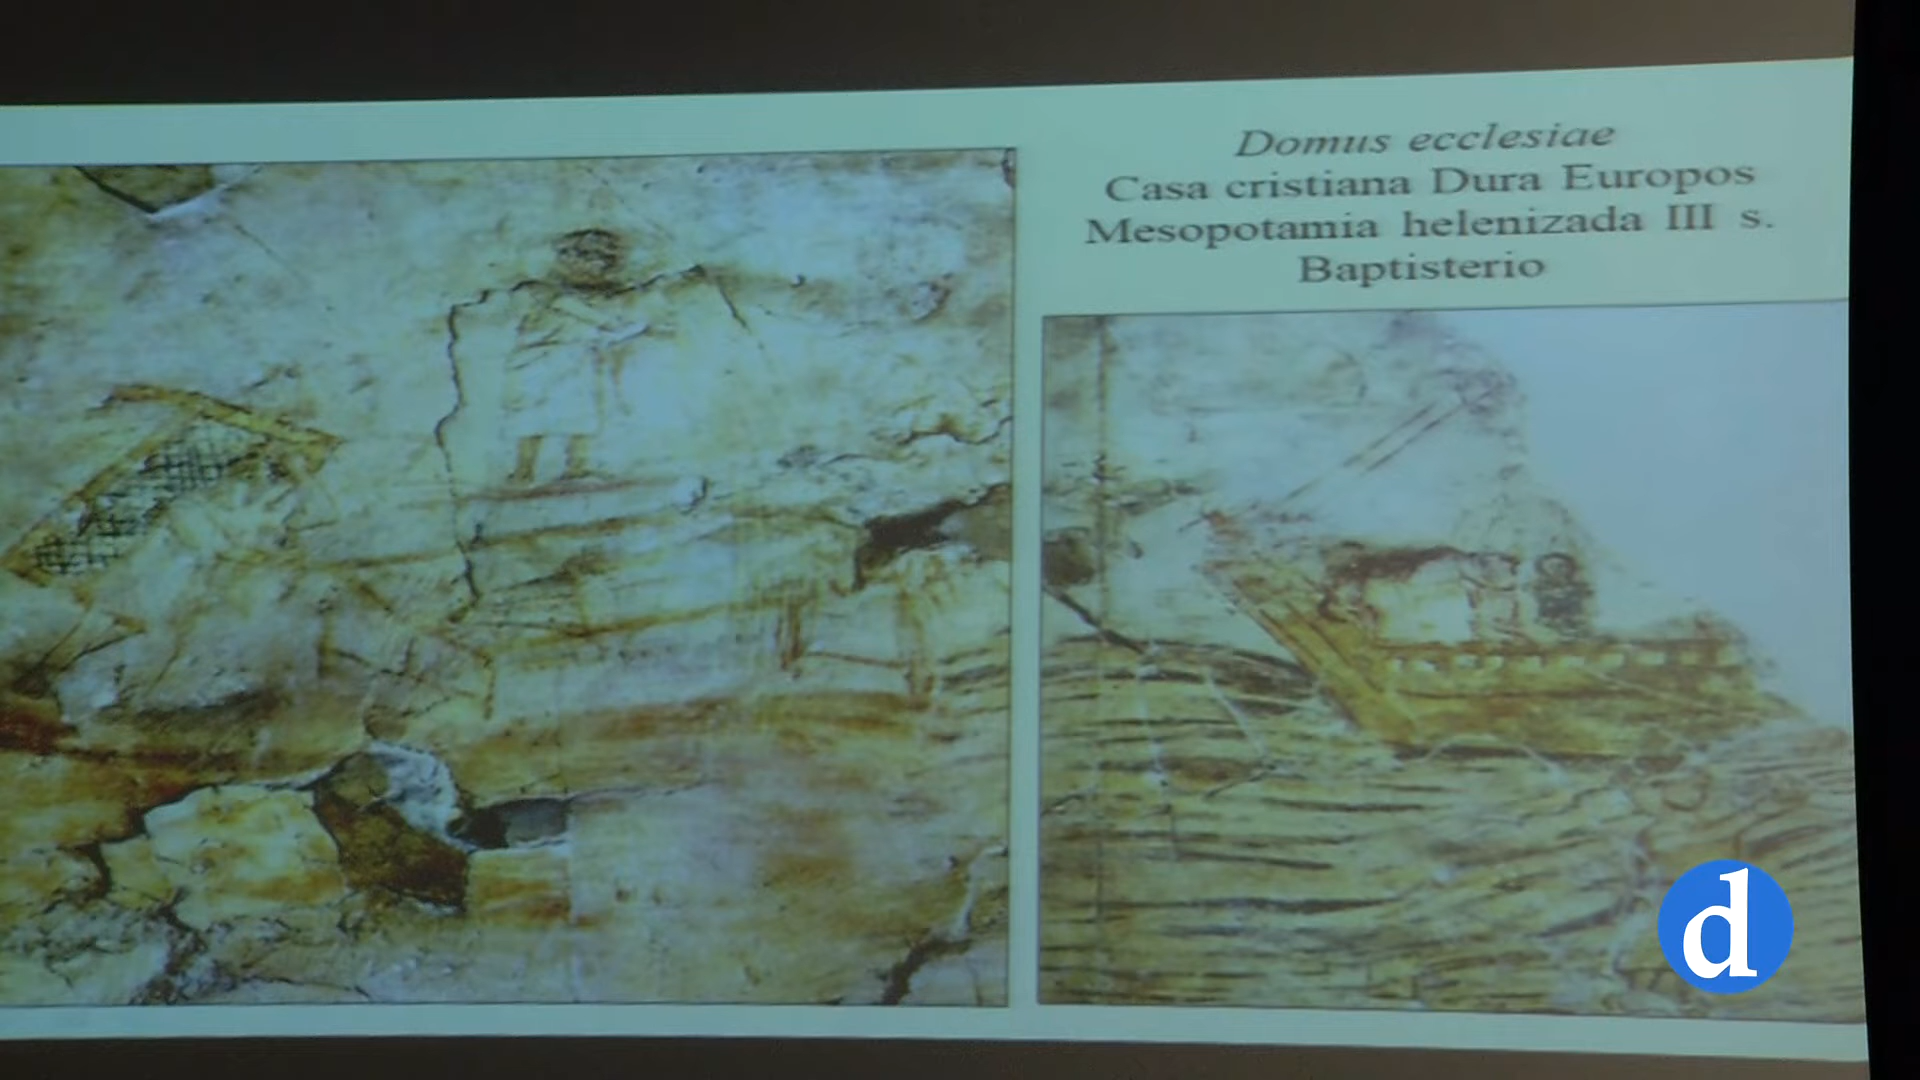 Domus ecclesiae
Casa cristiana Dura Europos
Mesopotamia helenizada III s.
Baptisterio
d